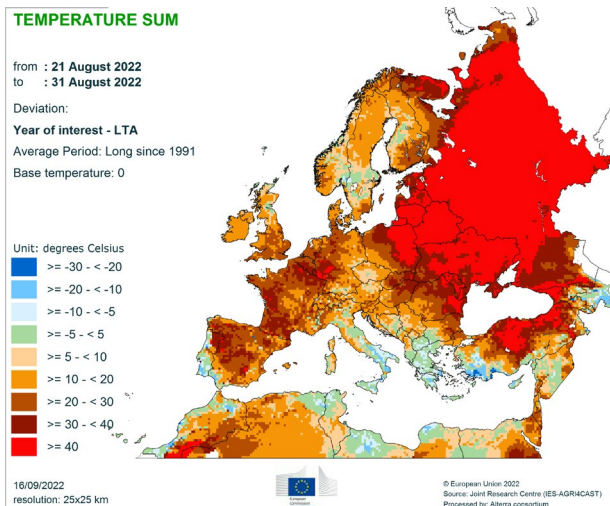 TEMPERATURE SUM
from : 21 August 2022
to : 31 August 2022
Deviation:
Year of interest - LTA
Average Period: Long since 1991
Base temperature: 0
Unit: degrees Celsius
>= -30 - < -20
>= -20 - < -10
>= -10 - < -5
>= -5 - < 5
>= 5 - < 10
>= 10 - < 20
>= 20 - < 30
>= 30 - < 40
>= 40
16/09/2022
resolution: 25x25 km
European
Commission
© European Union 2022
Source: Joint Research Centre (IES-AGRI4CAST)
Processed by: Alterra consortium